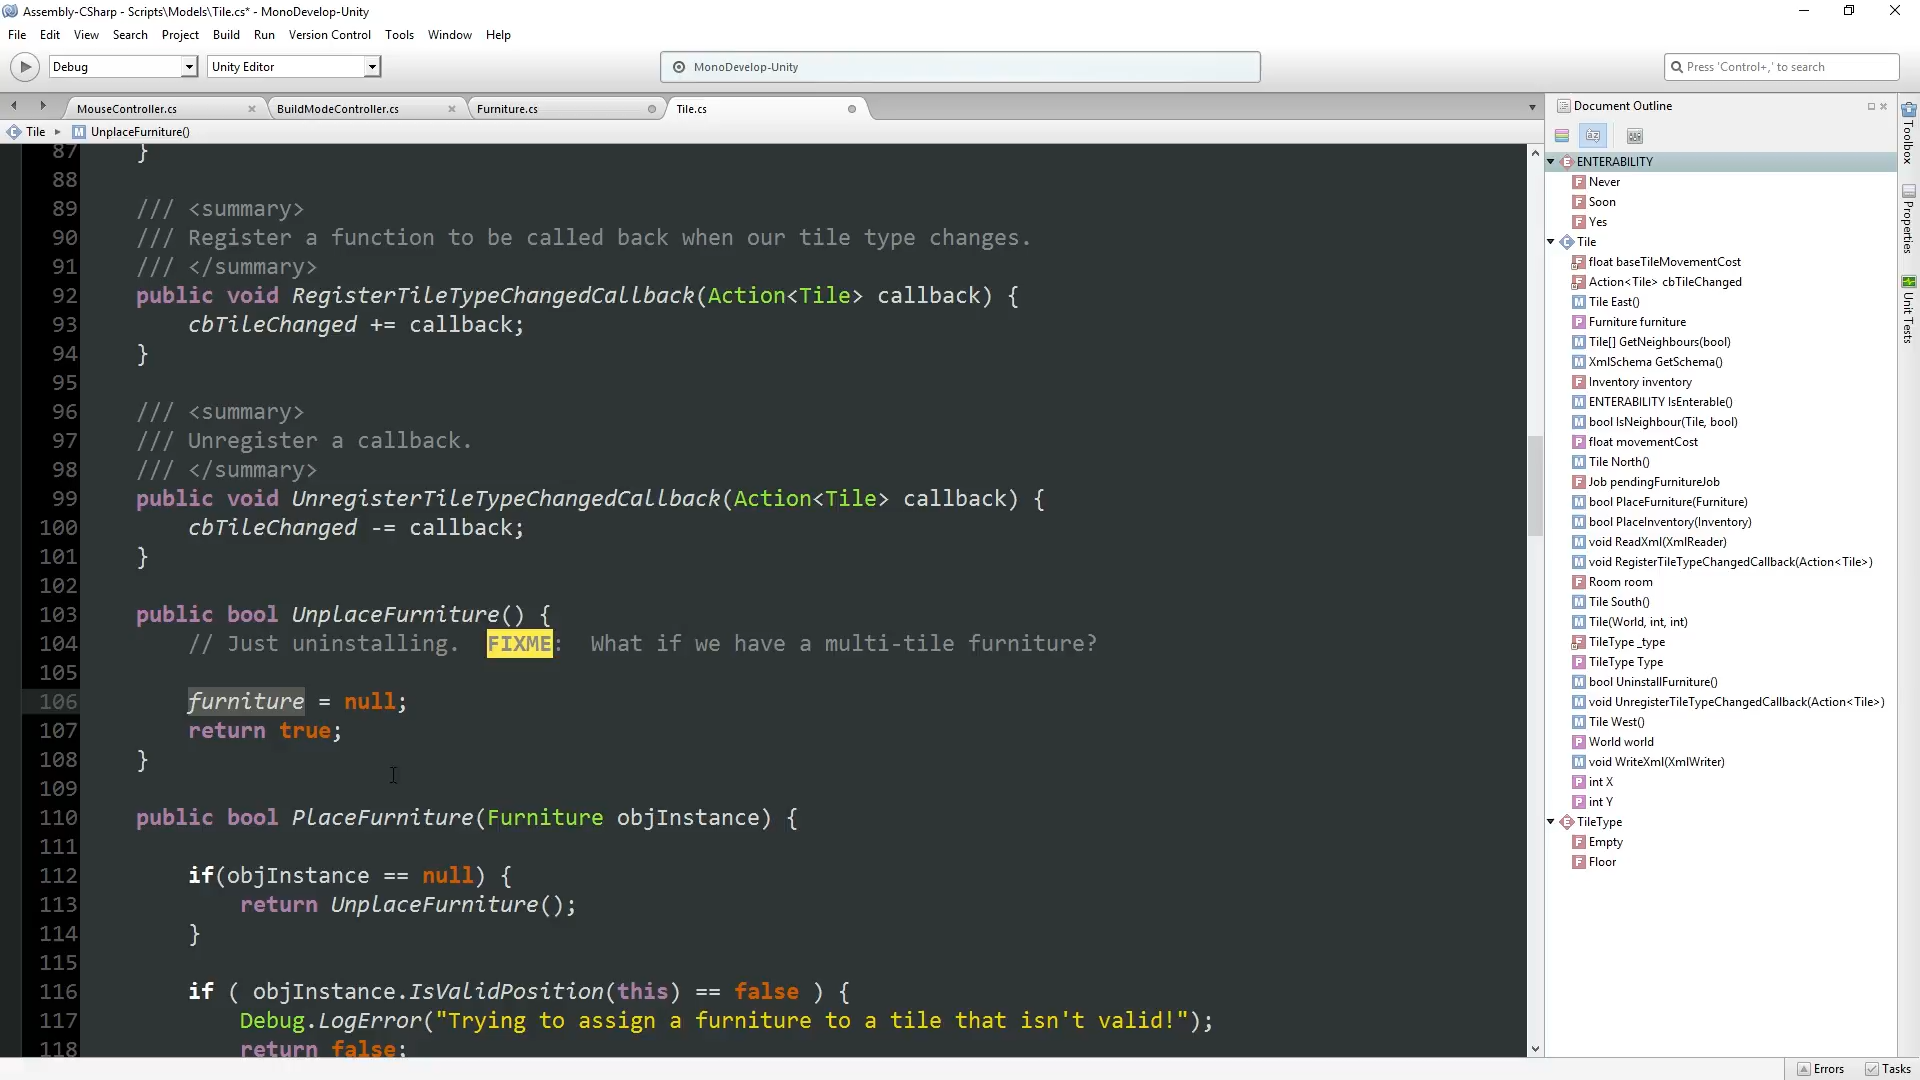 Assembly-CSharp - Scripts\Models\Tile.cs* - MonoDevelop-Unity
File Edit View Search Project Build Run Version Control Tools Window Help
Debug Unity Editor MonoDevelop-Unity Press 'Control+,' to search
MouseController.cs BuildModeController.cs Furniture.cs Tile.cs
Tile UnplaceFurniture()
87 }
88
89 /// <summary>
90 /// Register a function to be called back when our tile type changes.
91 /// </summary>
92 public void RegisterTileTypeChangedCallback(Action<Tile> callback) {
93 cbTileChanged += callback;
94 }
95
96 /// <summary>
97 /// Unregister a callback.
98 /// </summary>
99 public void UnregisterTileTypeChangedCallback(Action<Tile> callback) {
100 cbTileChanged -= callback;
101 }
102
103 public bool UnplaceFurniture() {
104 // Just uninstalling. FIXME: What if we have a multi-tile furniture?
105
106 furniture = null;
107 return true;
108 }
109
110 public bool PlaceFurniture(Furniture objInstance) {
111
112 if(objInstance == null) {
113 return UnplaceFurniture();
114 }
115
116 if ( objInstance.IsValidPosition(this) == false ) {
117 Debug.LogError("Trying to assign a furniture to a tile that isn't valid!");
118 return false;
Document Outline
ENTERABILITY
Never
Soon
Yes
Tile
float baseTileMovementCost
Action<Tile> cbTileChanged
Tile East()
Furniture furniture
Tile[] GetNeighbours(bool)
XmlSchema GetSchema()
Inventory inventory
ENTERABILITY IsEnterable()
bool IsNeighbour(Tile, bool)
float movementCost
Tile North()
Job pendingFurnitureJob
bool PlaceFurniture(Furniture)
bool PlaceInventory(Inventory)
void ReadXml(XmlReader)
void RegisterTileTypeChangedCallback(Action<Tile>)
Room room
Tile South()
Tile(World, int, int)
TileType _type
TileType Type
bool UninstallFurniture()
void UnregisterTileTypeChangedCallback(Action<Tile>)
Tile West()
World world
void WriteXml(XmlWriter)
int X
int Y
TileType
Empty
Floor
Toolbox
Properties
Unit Tests
Errors Tasks